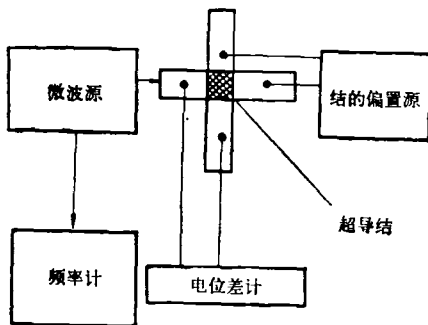 微波源
结的偏置源
超导结
频率计
电位差计